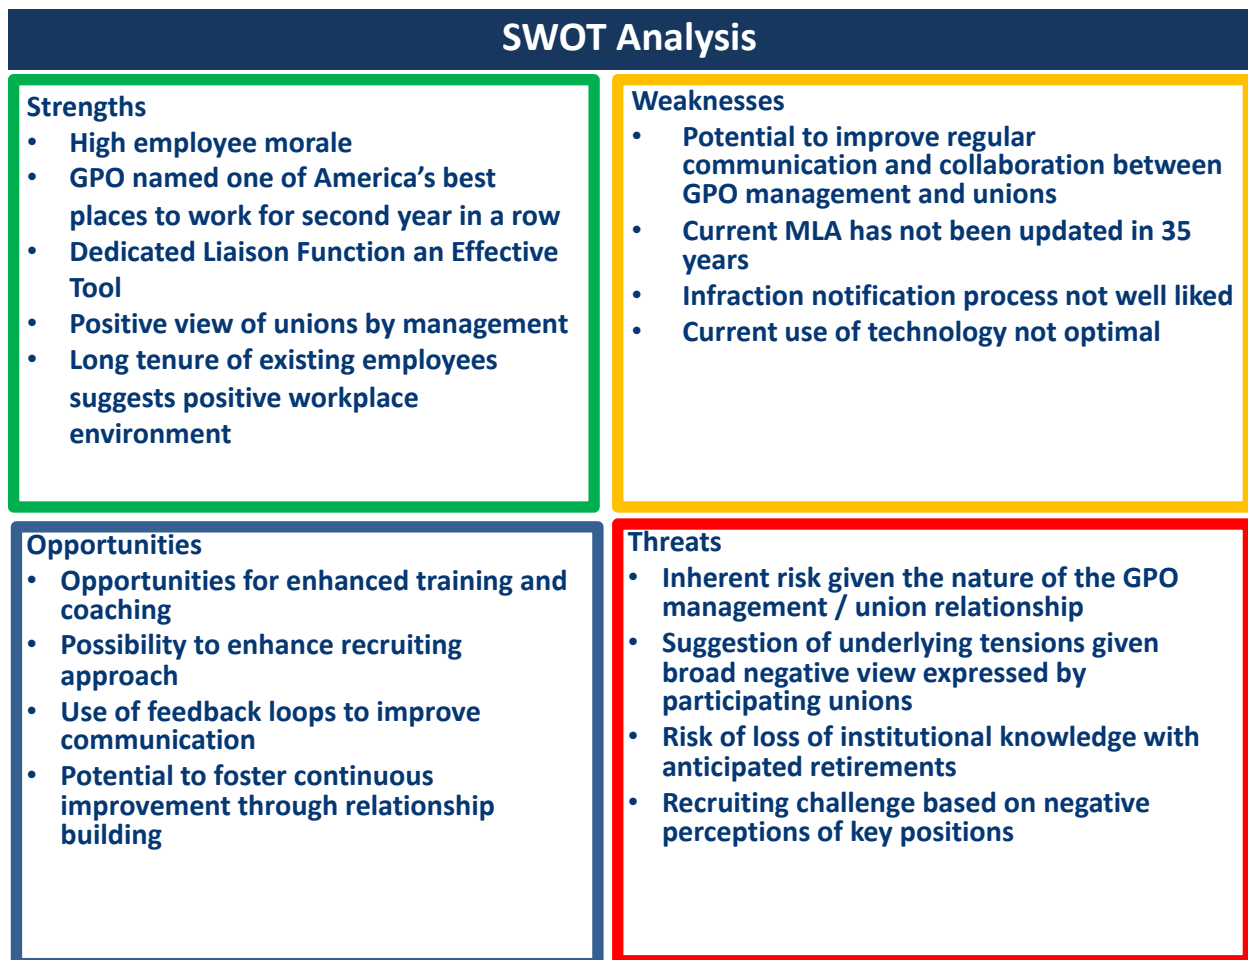 SWOT Analysis
Strengths
• High employee morale
• GPO named one of America’s best
places to work for second year in a row
• Dedicated Liaison Function an Effective
Tool
• Positive view of unions by management
• Long tenure of existing employees
suggests positive workplace
environment
Weaknesses
• Potential to improve regular
communication and collaboration between
GPO management and unions
• Current MLA has not been updated in 35
years
• Infraction notification process not well liked
• Current use of technology not optimal
Opportunities
• Opportunities for enhanced training and
coaching
• Possibility to enhance recruiting
approach
• Use of feedback loops to improve
communication
• Potential to foster continuous
improvement through relationship
building
Threats
• Inherent risk given the nature of the GPO
management / union relationship
• Suggestion of underlying tensions given
broad negative view expressed by
participating unions
• Risk of loss of institutional knowledge with
anticipated retirements
• Recruiting challenge based on negative
perceptions of key positions